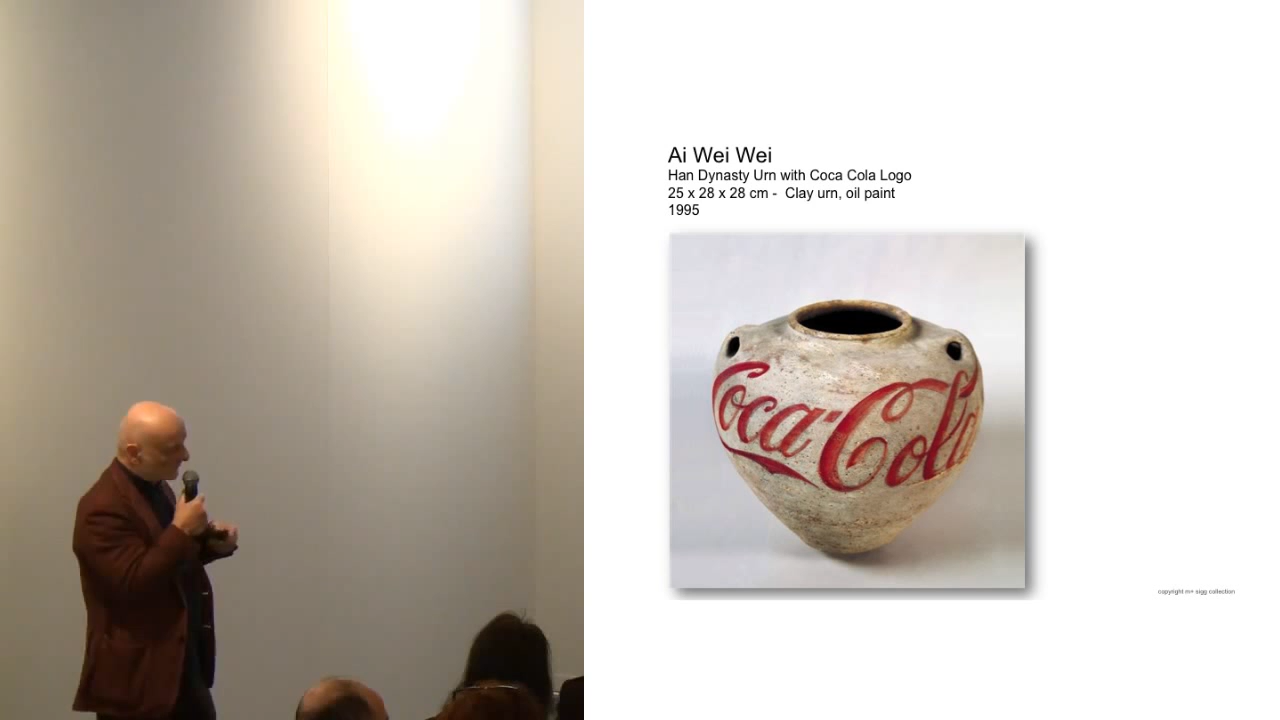 Ai Wei Wei
Han Dynasty Urn with Coca Cola Logo
25 x 28 x 28 cm - Clay urn, oil paint
1995
Coca-Cola
copyright m+ sigg collection